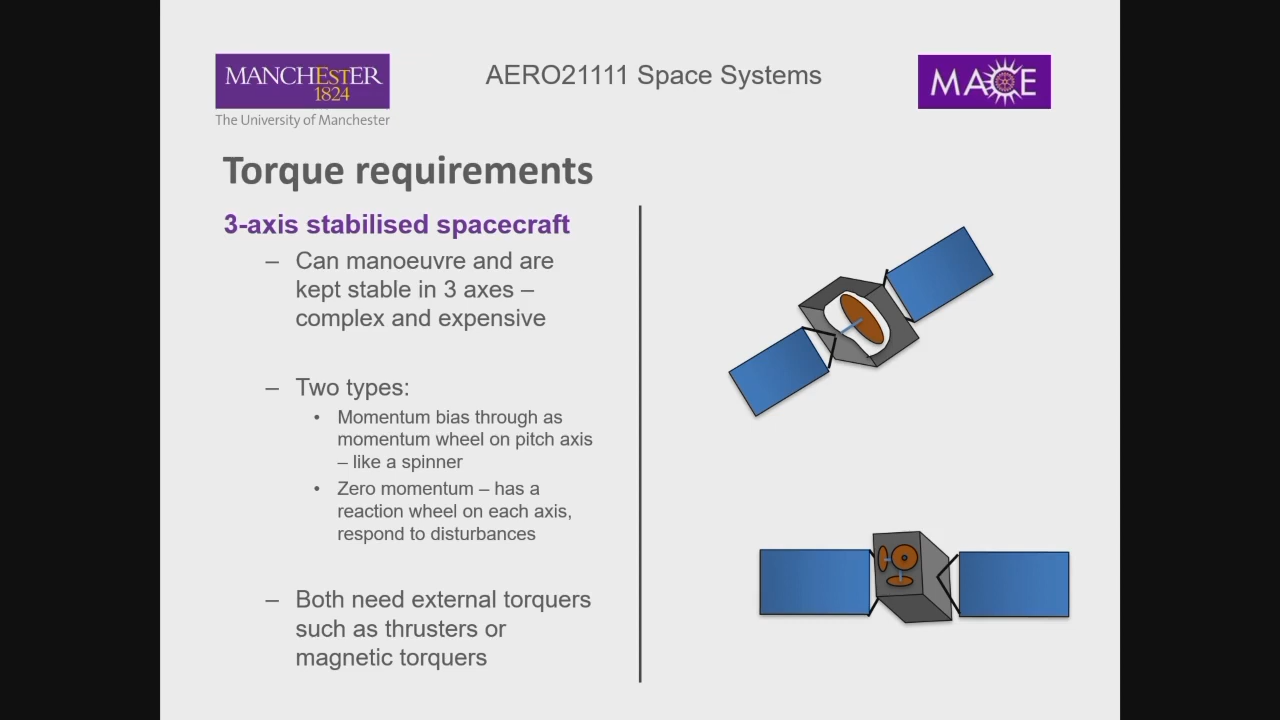 MANCHEstER
1824
The University of Manchester
AERO21111 Space Systems
MACE
Torque requirements
3-axis stabilised spacecraft
– Can manoeuvre and are
kept stable in 3 axes –
complex and expensive
– Two types:
• Momentum bias through as
momentum wheel on pitch axis
– like a spinner
• Zero momentum – has a
reaction wheel on each axis,
respond to disturbances
– Both need external torquers
such as thrusters or
magnetic torquers